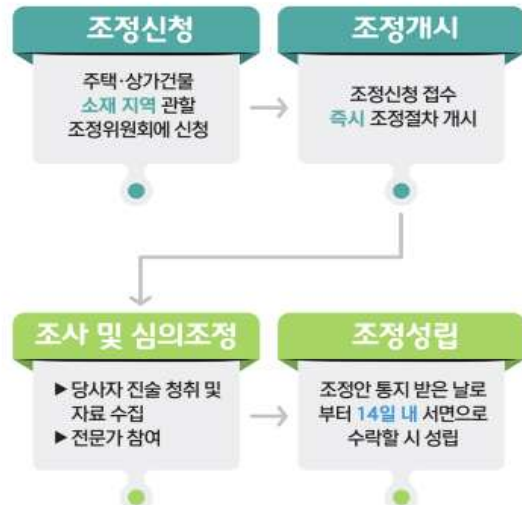 조정신청
주택·상가건물
소재 지역 관할
조정위원회에 신청
조정개시
조정신청 접수
즉시 조정절차 개시
조사 및 심의조정
▶ 당사자 진술 청취 및
자료 수집
▶ 전문가 참여
조정성립
조정안 통지 받은 날로
부터 14일 내 서면으로
수락할 시 성립